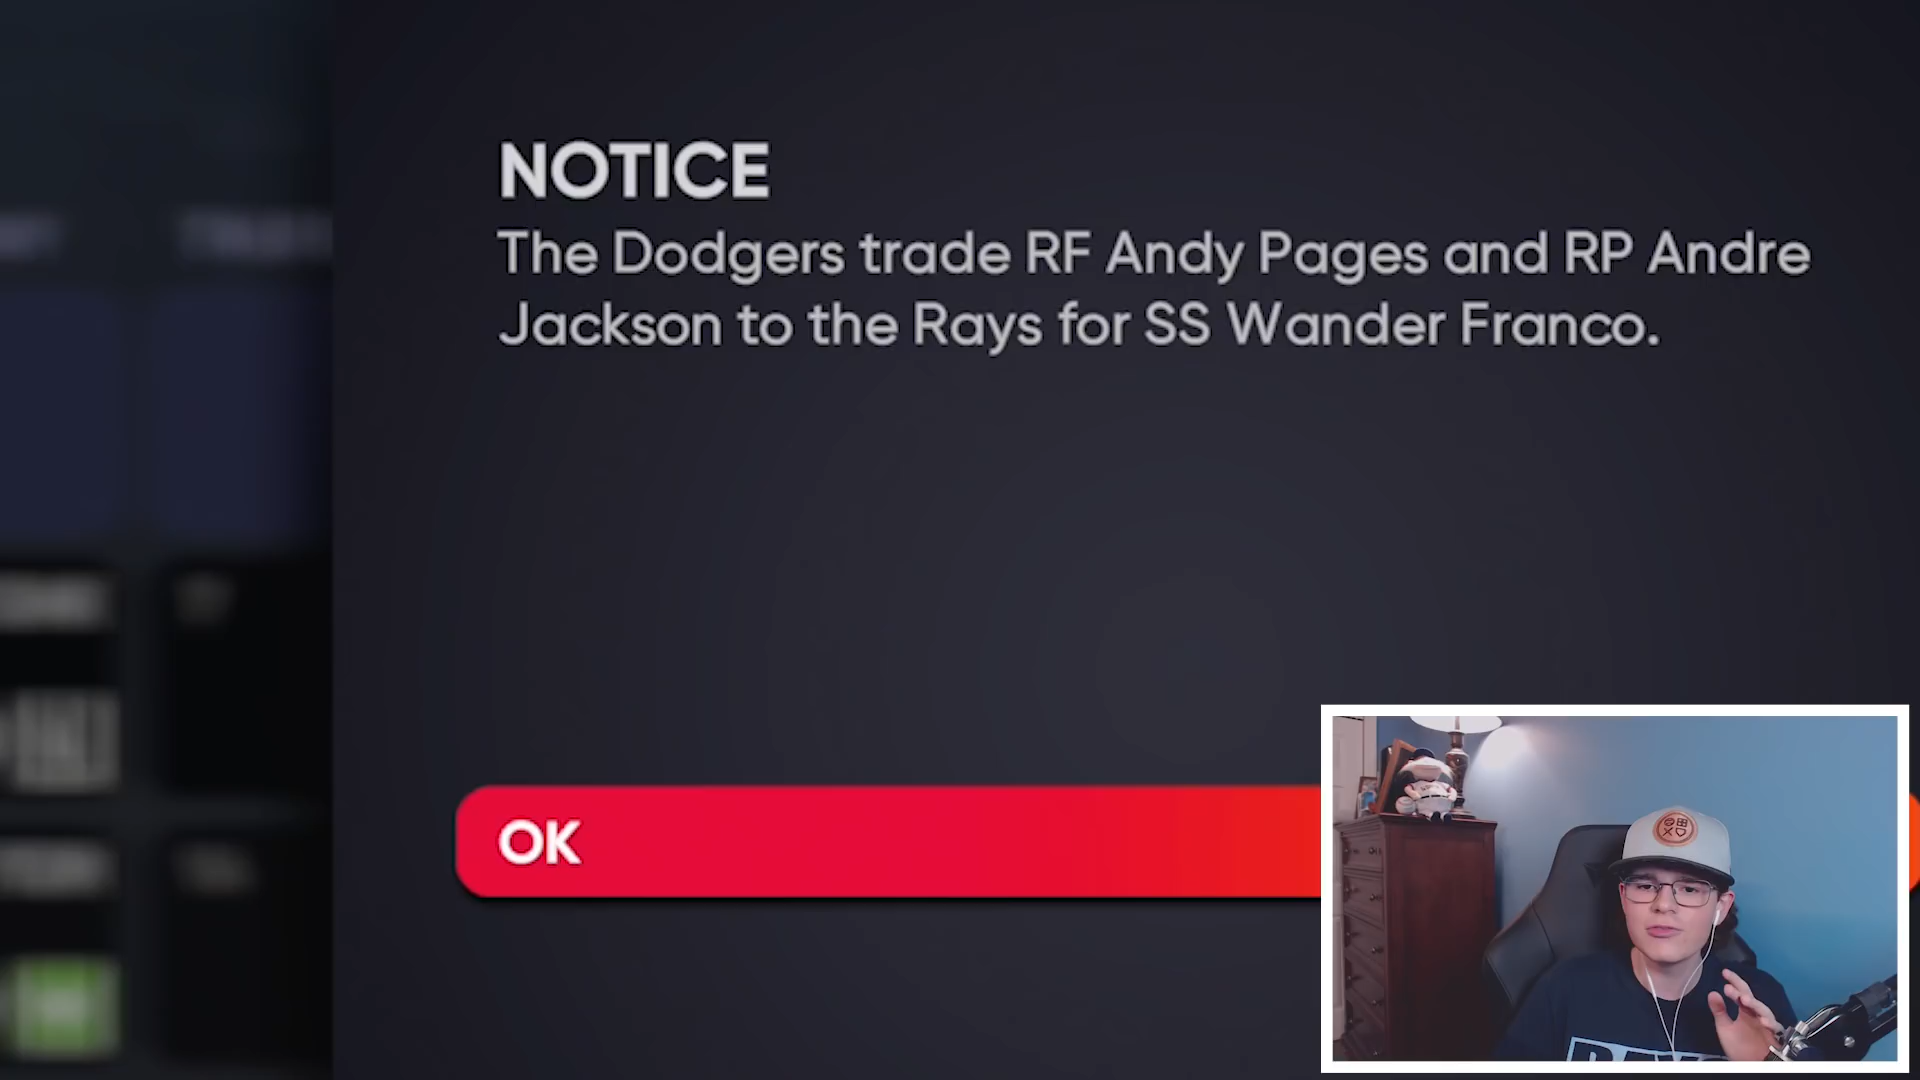 NOTICE
The Dodgers trade RF Andy Pages and RP Andre
Jackson to the Rays for SS Wander Franco.
OK